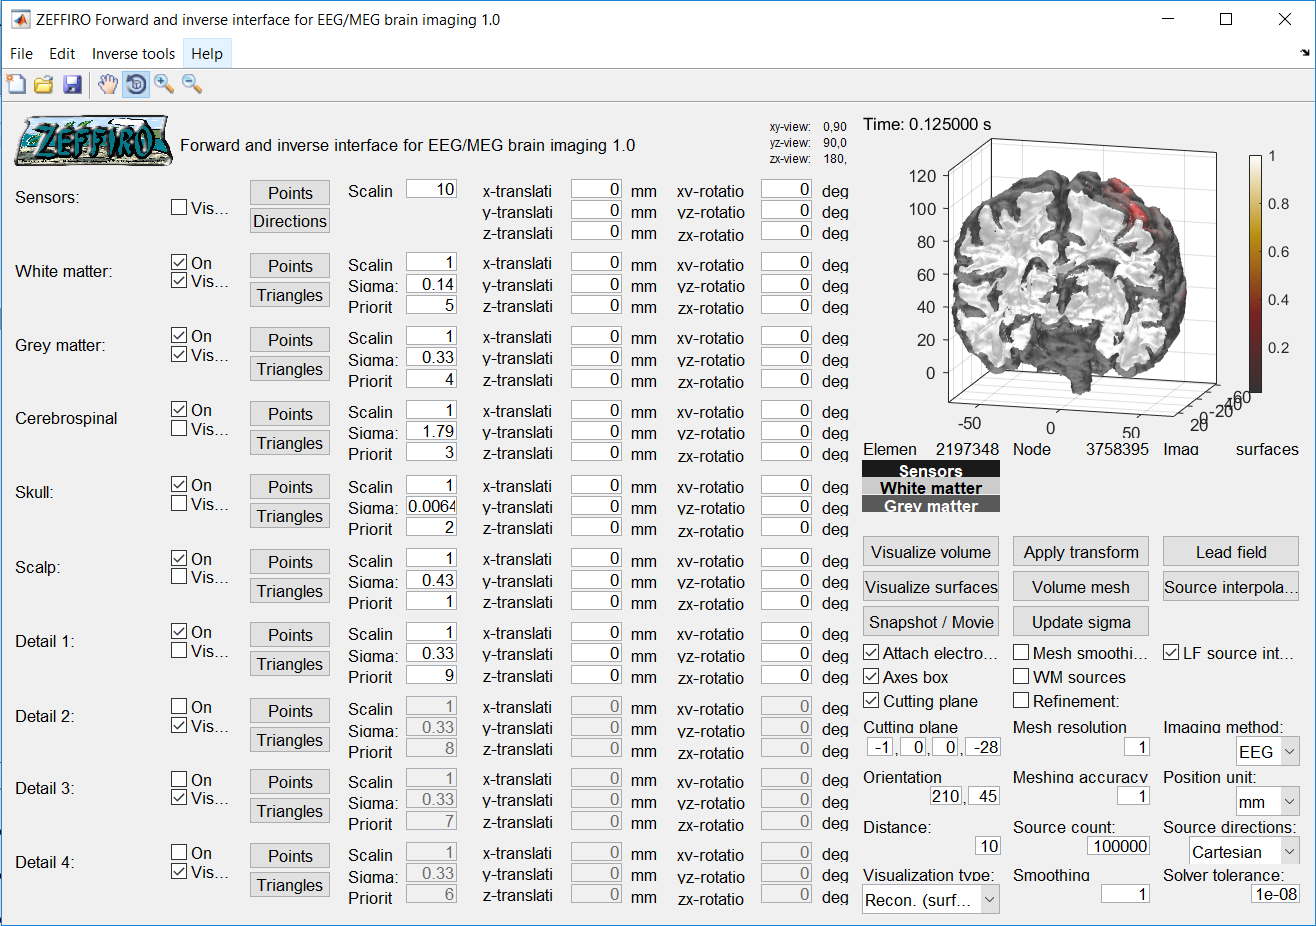 ZEFFIRO Forward and inverse interface for EEG/MEG brain imaging 1.0
File Edit Inverse tools Help
ZEFFIRO Forward and inverse interface for EEG/MEG brain imaging 1.0
xy-view: 0,90
yz-view: 90,0
zx-view: 180,
Sensors: Vis... Points Scalin 10 x-translati 0 mm xy-rotatio 0 deg
Directions y-translati 0 mm yz-rotatio 0 deg
z-translati 0 mm zx-rotatio 0 deg
White matter: On Points Scalin 1 x-translati 0 mm xy-rotatio 0 deg
Vis... Triangles Sigma: 0.14 y-translati 0 mm yz-rotatio 0 deg
Priorit 5 z-translati 0 mm zx-rotatio 0 deg
Grey matter: On Points Scalin 1 x-translati 0 mm xy-rotatio 0 deg
Vis... Triangles Sigma: 0.33 y-translati 0 mm yz-rotatio 0 deg
Priorit 4 z-translati 0 mm zx-rotatio 0 deg
Cerebrospinal On Points Scalin 1 x-translati 0 mm xy-rotatio 0 deg
Vis... Triangles Sigma: 1.79 y-translati 0 mm yz-rotatio 0 deg
Priorit 3 z-translati 0 mm zx-rotatio 0 deg
Skull: On Points Scalin 1 x-translati 0 mm xy-rotatio 0 deg
Vis... Triangles Sigma: 0.0064 y-translati 0 mm yz-rotatio 0 deg
Priorit 2 z-translati 0 mm zx-rotatio 0 deg
Scalp: On Points Scalin 1 x-translati 0 mm xy-rotatio 0 deg
Vis... Triangles Sigma: 0.43 y-translati 0 mm yz-rotatio 0 deg
Priorit 1 z-translati 0 mm zx-rotatio 0 deg
Detail 1: On Points Scalin 1 x-translati 0 mm xy-rotatio 0 deg
Vis... Triangles Sigma: 0.33 y-translati 0 mm yz-rotatio 0 deg
Priorit 9 z-translati 0 mm zx-rotatio 0 deg
Detail 2: On Points Scalin 1 x-translati 0 mm xy-rotatio 0 deg
Vis... Triangles Sigma: 0.33 y-translati 0 mm yz-rotatio 0 deg
Priorit 8 z-translati 0 mm zx-rotatio 0 deg
Detail 3: On Points Scalin 1 x-translati 0 mm xy-rotatio 0 deg
Vis... Triangles Sigma: 0.33 y-translati 0 mm yz-rotatio 0 deg
Priorit 7 z-translati 0 mm zx-rotatio 0 deg
Detail 4: On Points Scalin 1 x-translati 0 mm xy-rotatio 0 deg
Vis... Triangles Sigma: 0.33 y-translati 0 mm yz-rotatio 0 deg
Priorit 6 z-translati 0 mm zx-rotatio 0 deg
Time: 0.125000 s
120
100
80
60
40
20
0
-50 0 50
20 0 -20 -40 -60
1
0.8
0.6
0.4
0.2
Elemen 2197348 Node 3758395 Imag surfaces
Sensors
White matter
Grey matter
Visualize volume Apply transform Lead field
Visualize surfaces Volume mesh Source interpola...
Snapshot / Movie Update sigma
Attach electro... Mesh smoothi... LF source int...
Axes box WM sources
Cutting plane Refinement:
Cutting plane Mesh resolution Imaging method:
-1 , 0 , 0 , -28 1 EEG
Orientation Meshing accuracy Position unit:
210 , 45 1 mm
Distance: Source count: Source directions:
10 100000 Cartesian
Visualization type: Smoothing Solver tolerance:
Recon. (surf... 1 1e-08